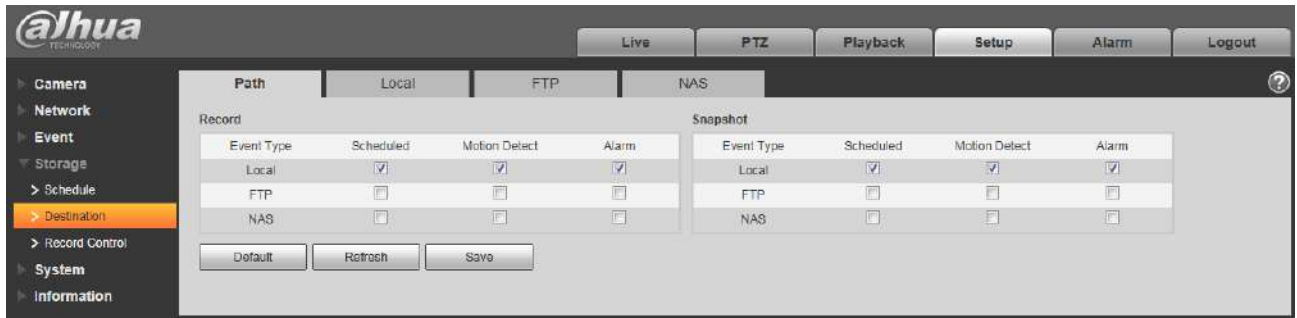 alhua
TECHNOLOGY
Live PTZ Playback Setup Alarm Logout
Camera
Network
Event
Storage
> Schedule
> Destination
> Record Control
System
Information
Path Local FTP NAS
?
Record
Event Type Scheduled Motion Detect Alarm
Local
FTP
NAS
Snapshot
Event Type Scheduled Motion Detect Alarm
Local
FTP
NAS
Default Refresh Save